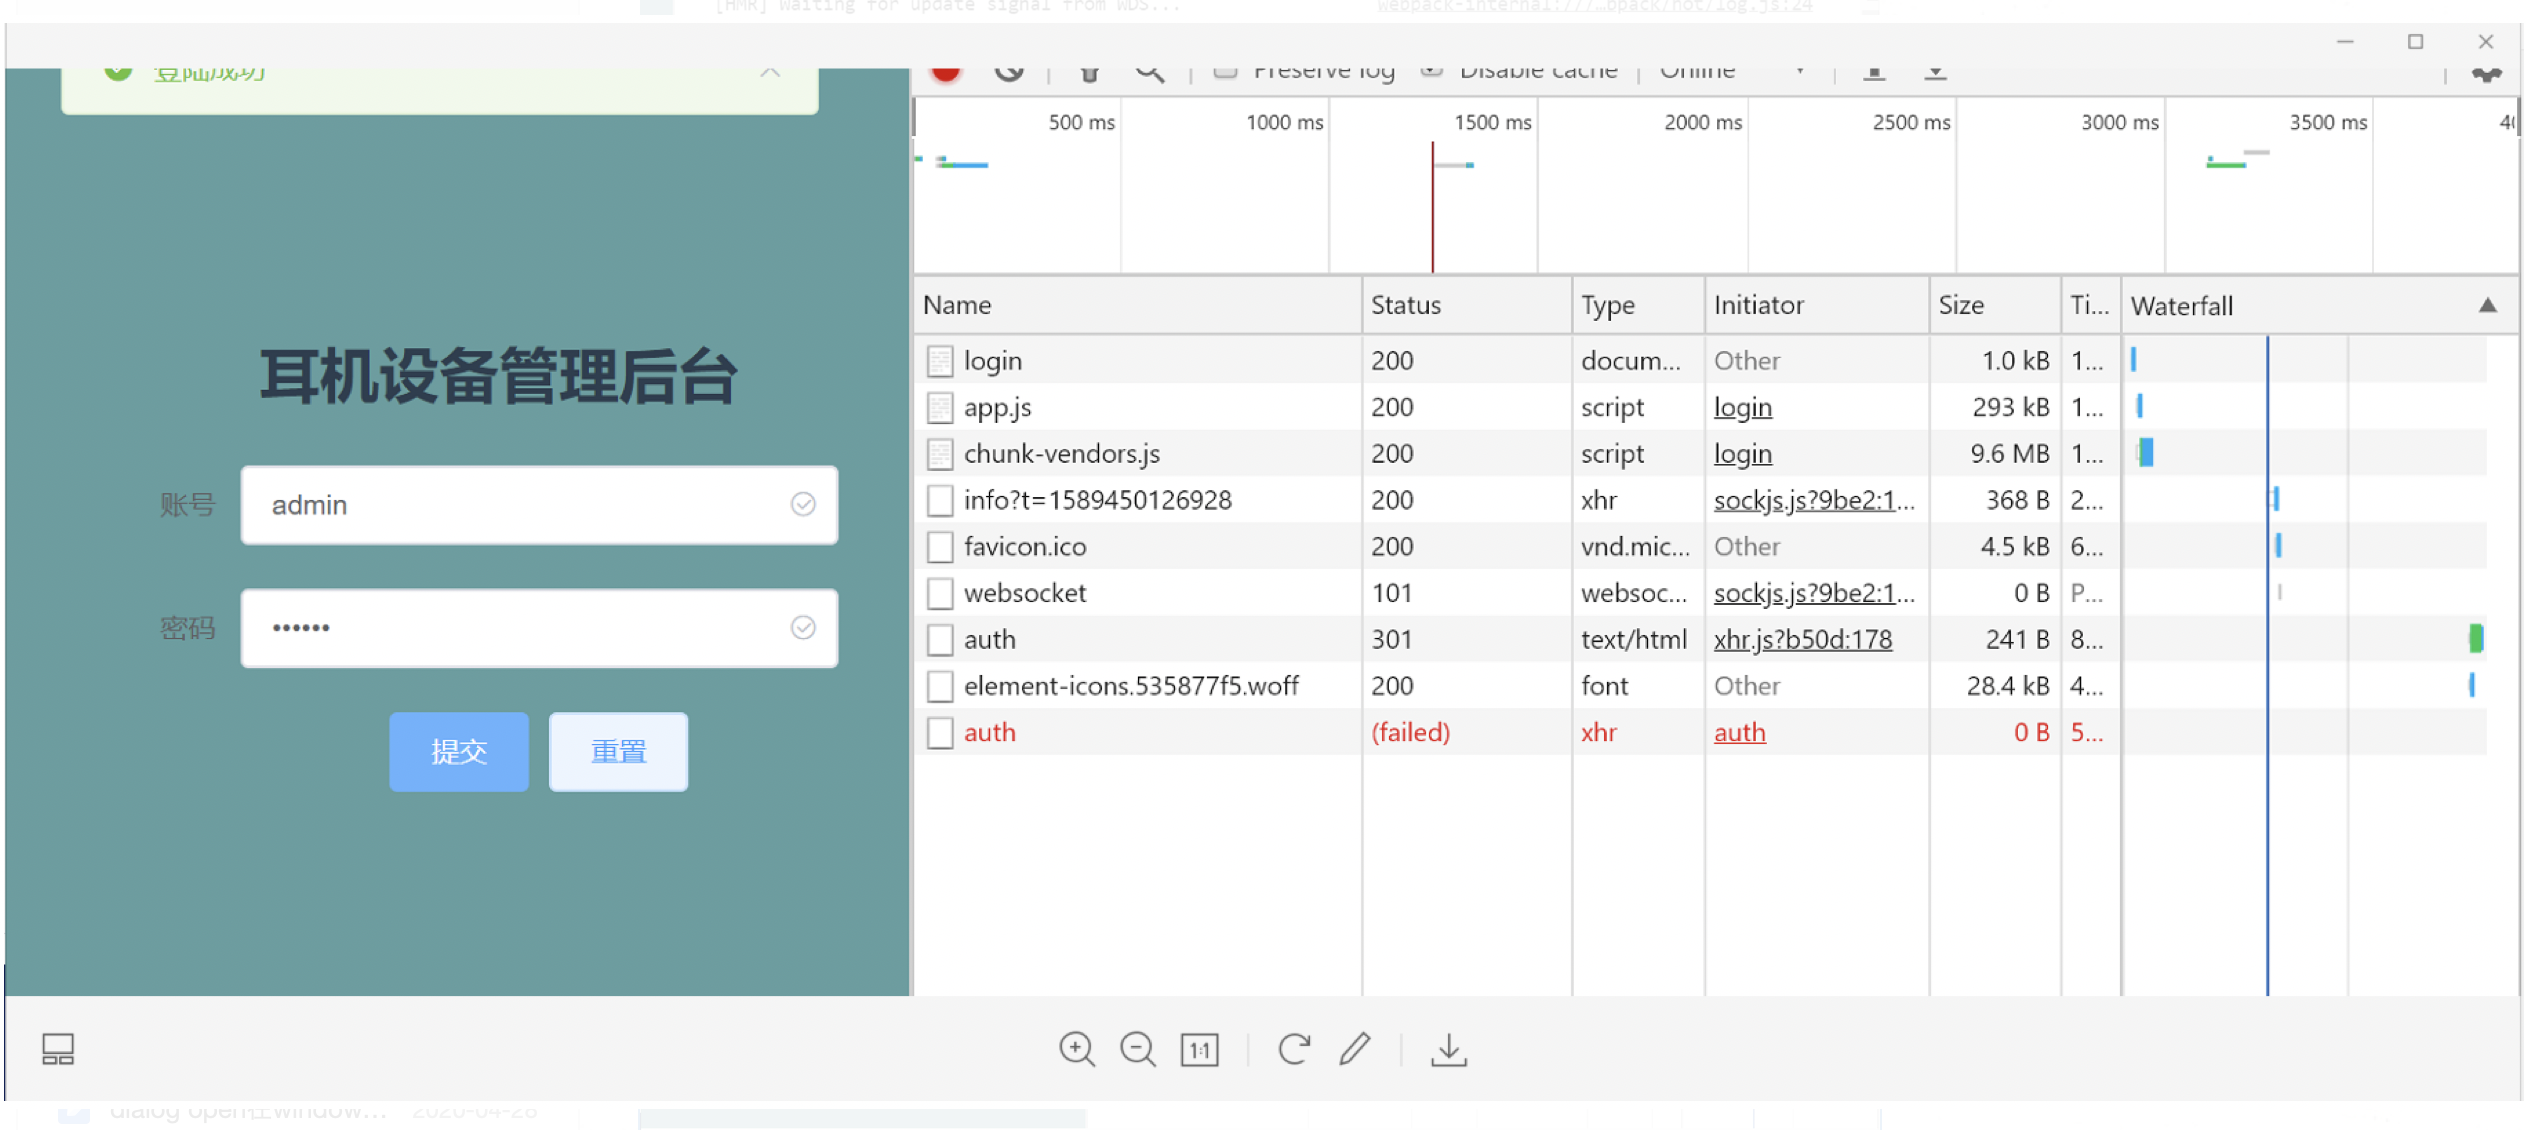 [HMR] Waiting for update signal from WDS...
webpack-internal:///…bpack/hot/log.js:24
登陆成功
Preserve log
Disable cache
Online
500 ms
1000 ms
1500 ms
2000 ms
2500 ms
3000 ms
3500 ms
耳机设备管理后台
账号
admin
密码
••••••
提交
重置
Name Status Type Initiator Size Ti... Waterfall
login 200 docum... Other 1.0 kB 1...
app.js 200 script login 293 kB 1...
chunk-vendors.js 200 script login 9.6 MB 1...
info?t=1589450126928 200 xhr sockjs.js?9be2:1... 368 B 2...
favicon.ico 200 vnd.mic... Other 4.5 kB 6...
websocket 101 websoc... sockjs.js?9be2:1... 0 B P...
auth 301 text/html xhr.js?b50d:178 241 B 8...
element-icons.535877f5.woff 200 font Other 28.4 kB 4...
auth (failed) xhr auth 0 B 5...
1:1
dialog open在window... 2020-04-28